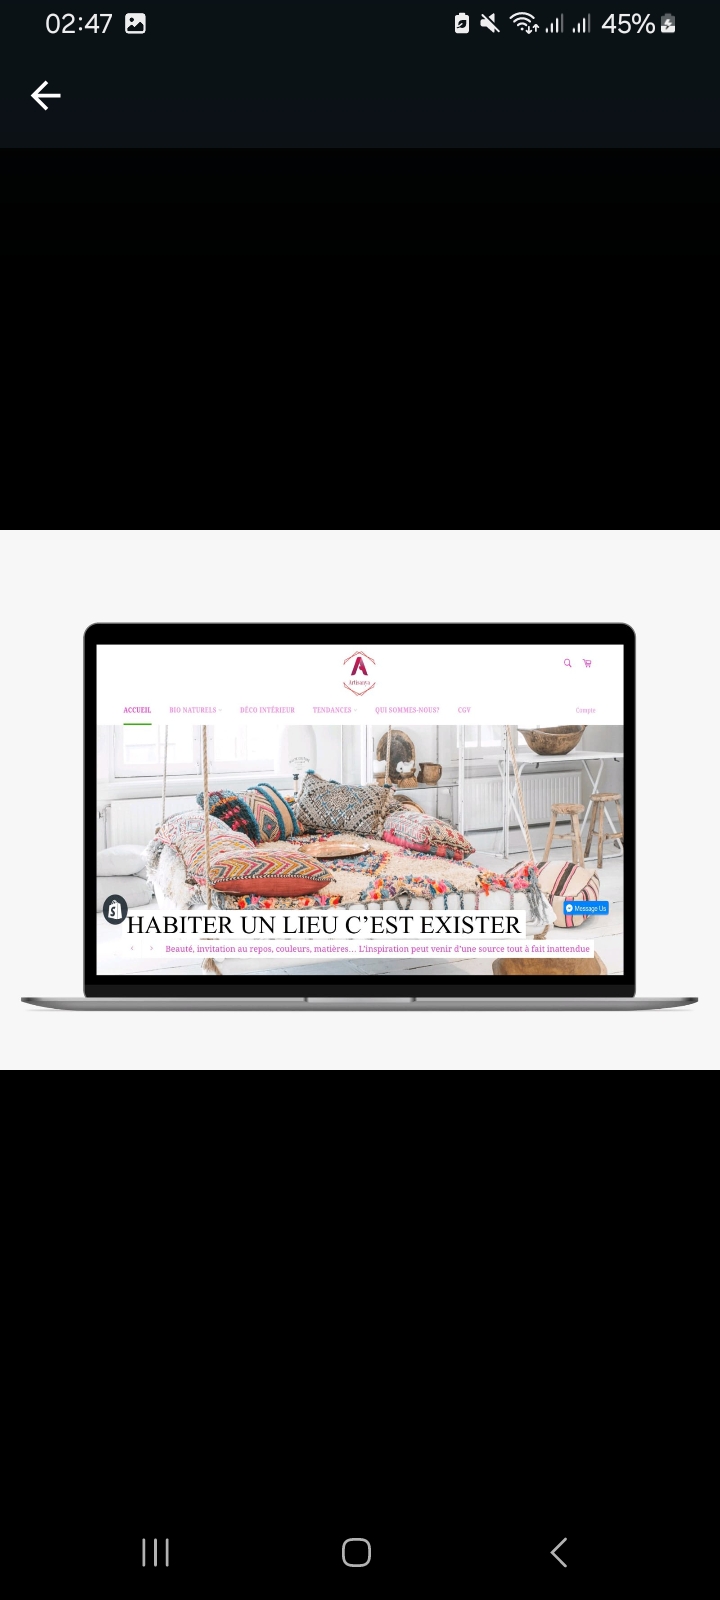 02:47
45%
Artisanya
ACCUEIL BIO NATURELS DÉCO INTÉRIEUR TENDANCES QUI SOMMES-NOUS? CGV Compte
Message Us
HABITER UN LIEU C’EST EXISTER
Beauté, invitation au repos, couleurs, matières... L'inspiration peut venir d'une source tout à fait inattendue